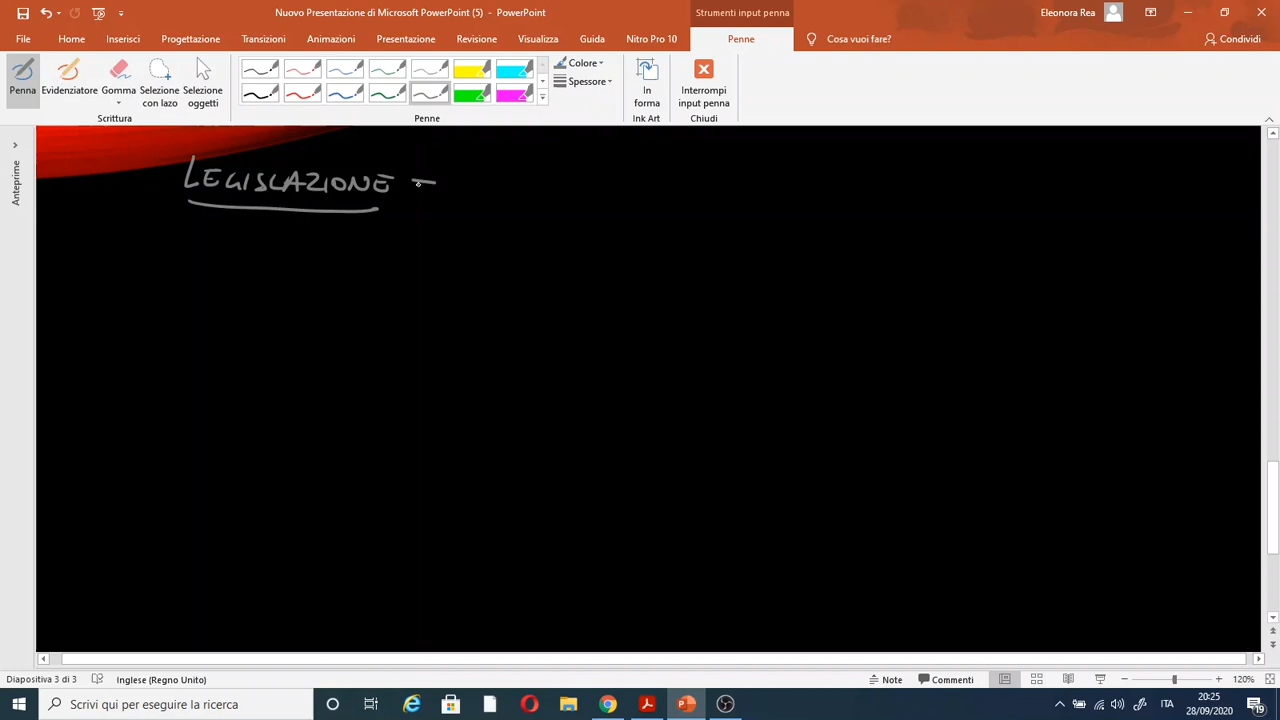 Nuovo Presentazione di Microsoft PowerPoint (5) - PowerPoint
Strumenti input penna
Eleonora Rea
File Home Inserisci Progettazione Transizioni Animazioni Presentazione Revisione Visualizza Guida Nitro Pro 10 Penne Cosa vuoi fare? Condividi
Penna Evidenziatore Gomma Selezione con lazo Selezione oggetti
Scrittura
Colore
Spessore
Penne
In forma
Ink Art
Interrompi input penna
Chiudi
Anteprime
LEGISLAZIONE –
Diapositiva 3 di 3 Inglese (Regno Unito) Note Commenti 120%
Scrivi qui per eseguire la ricerca
ITA
20:25
28/09/2020
19